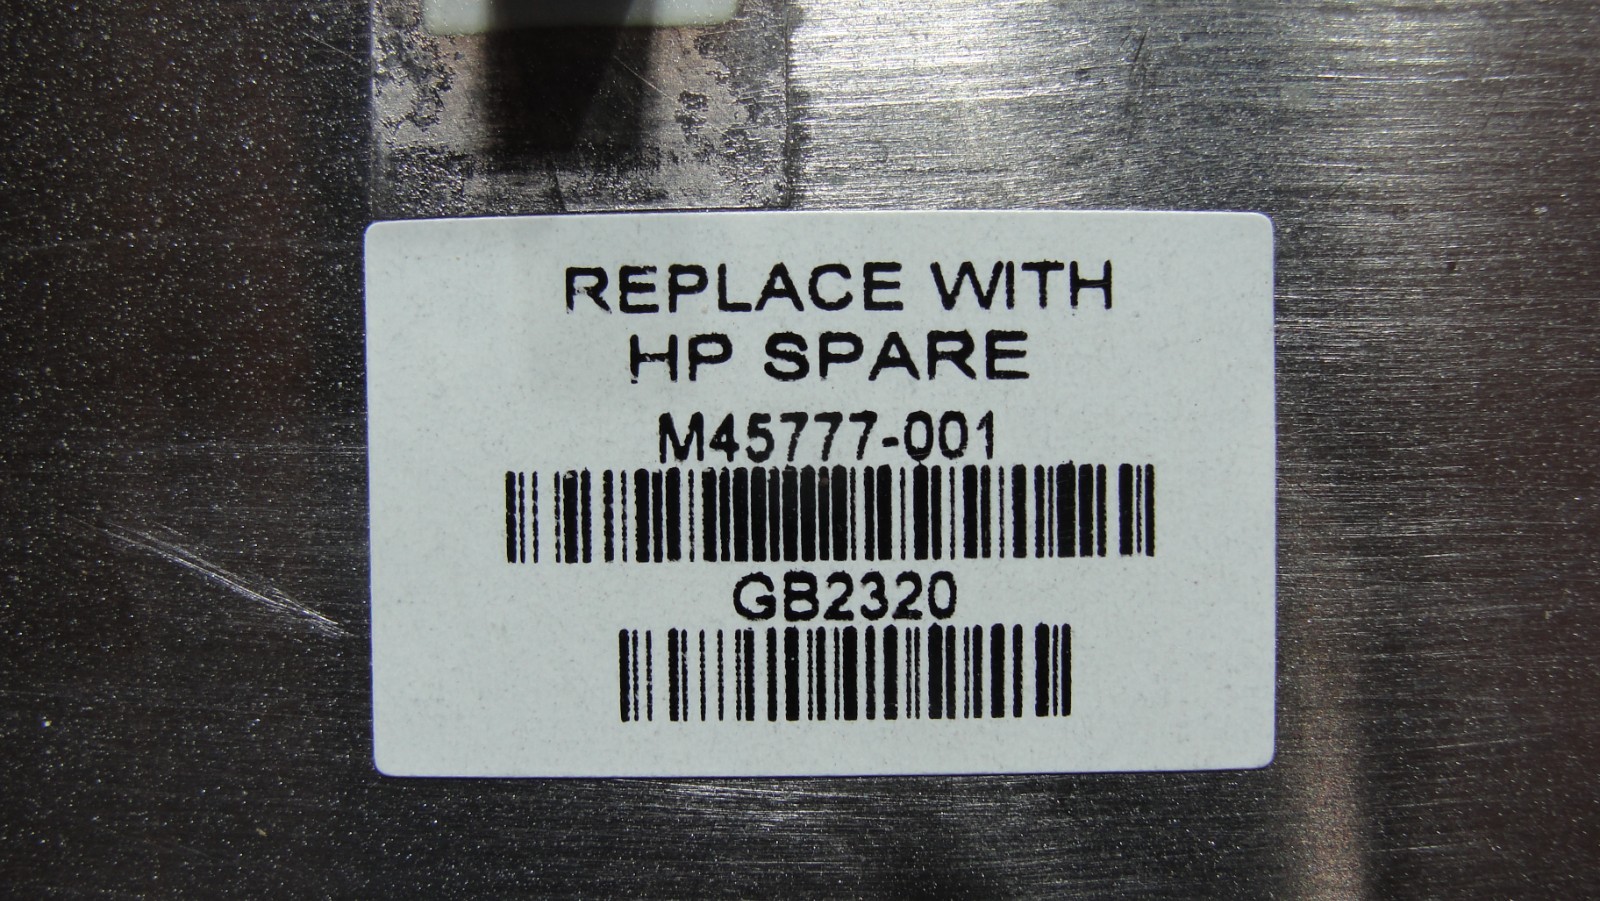 REPLACE WITH
HP SPARE
M45777-001
GB2320